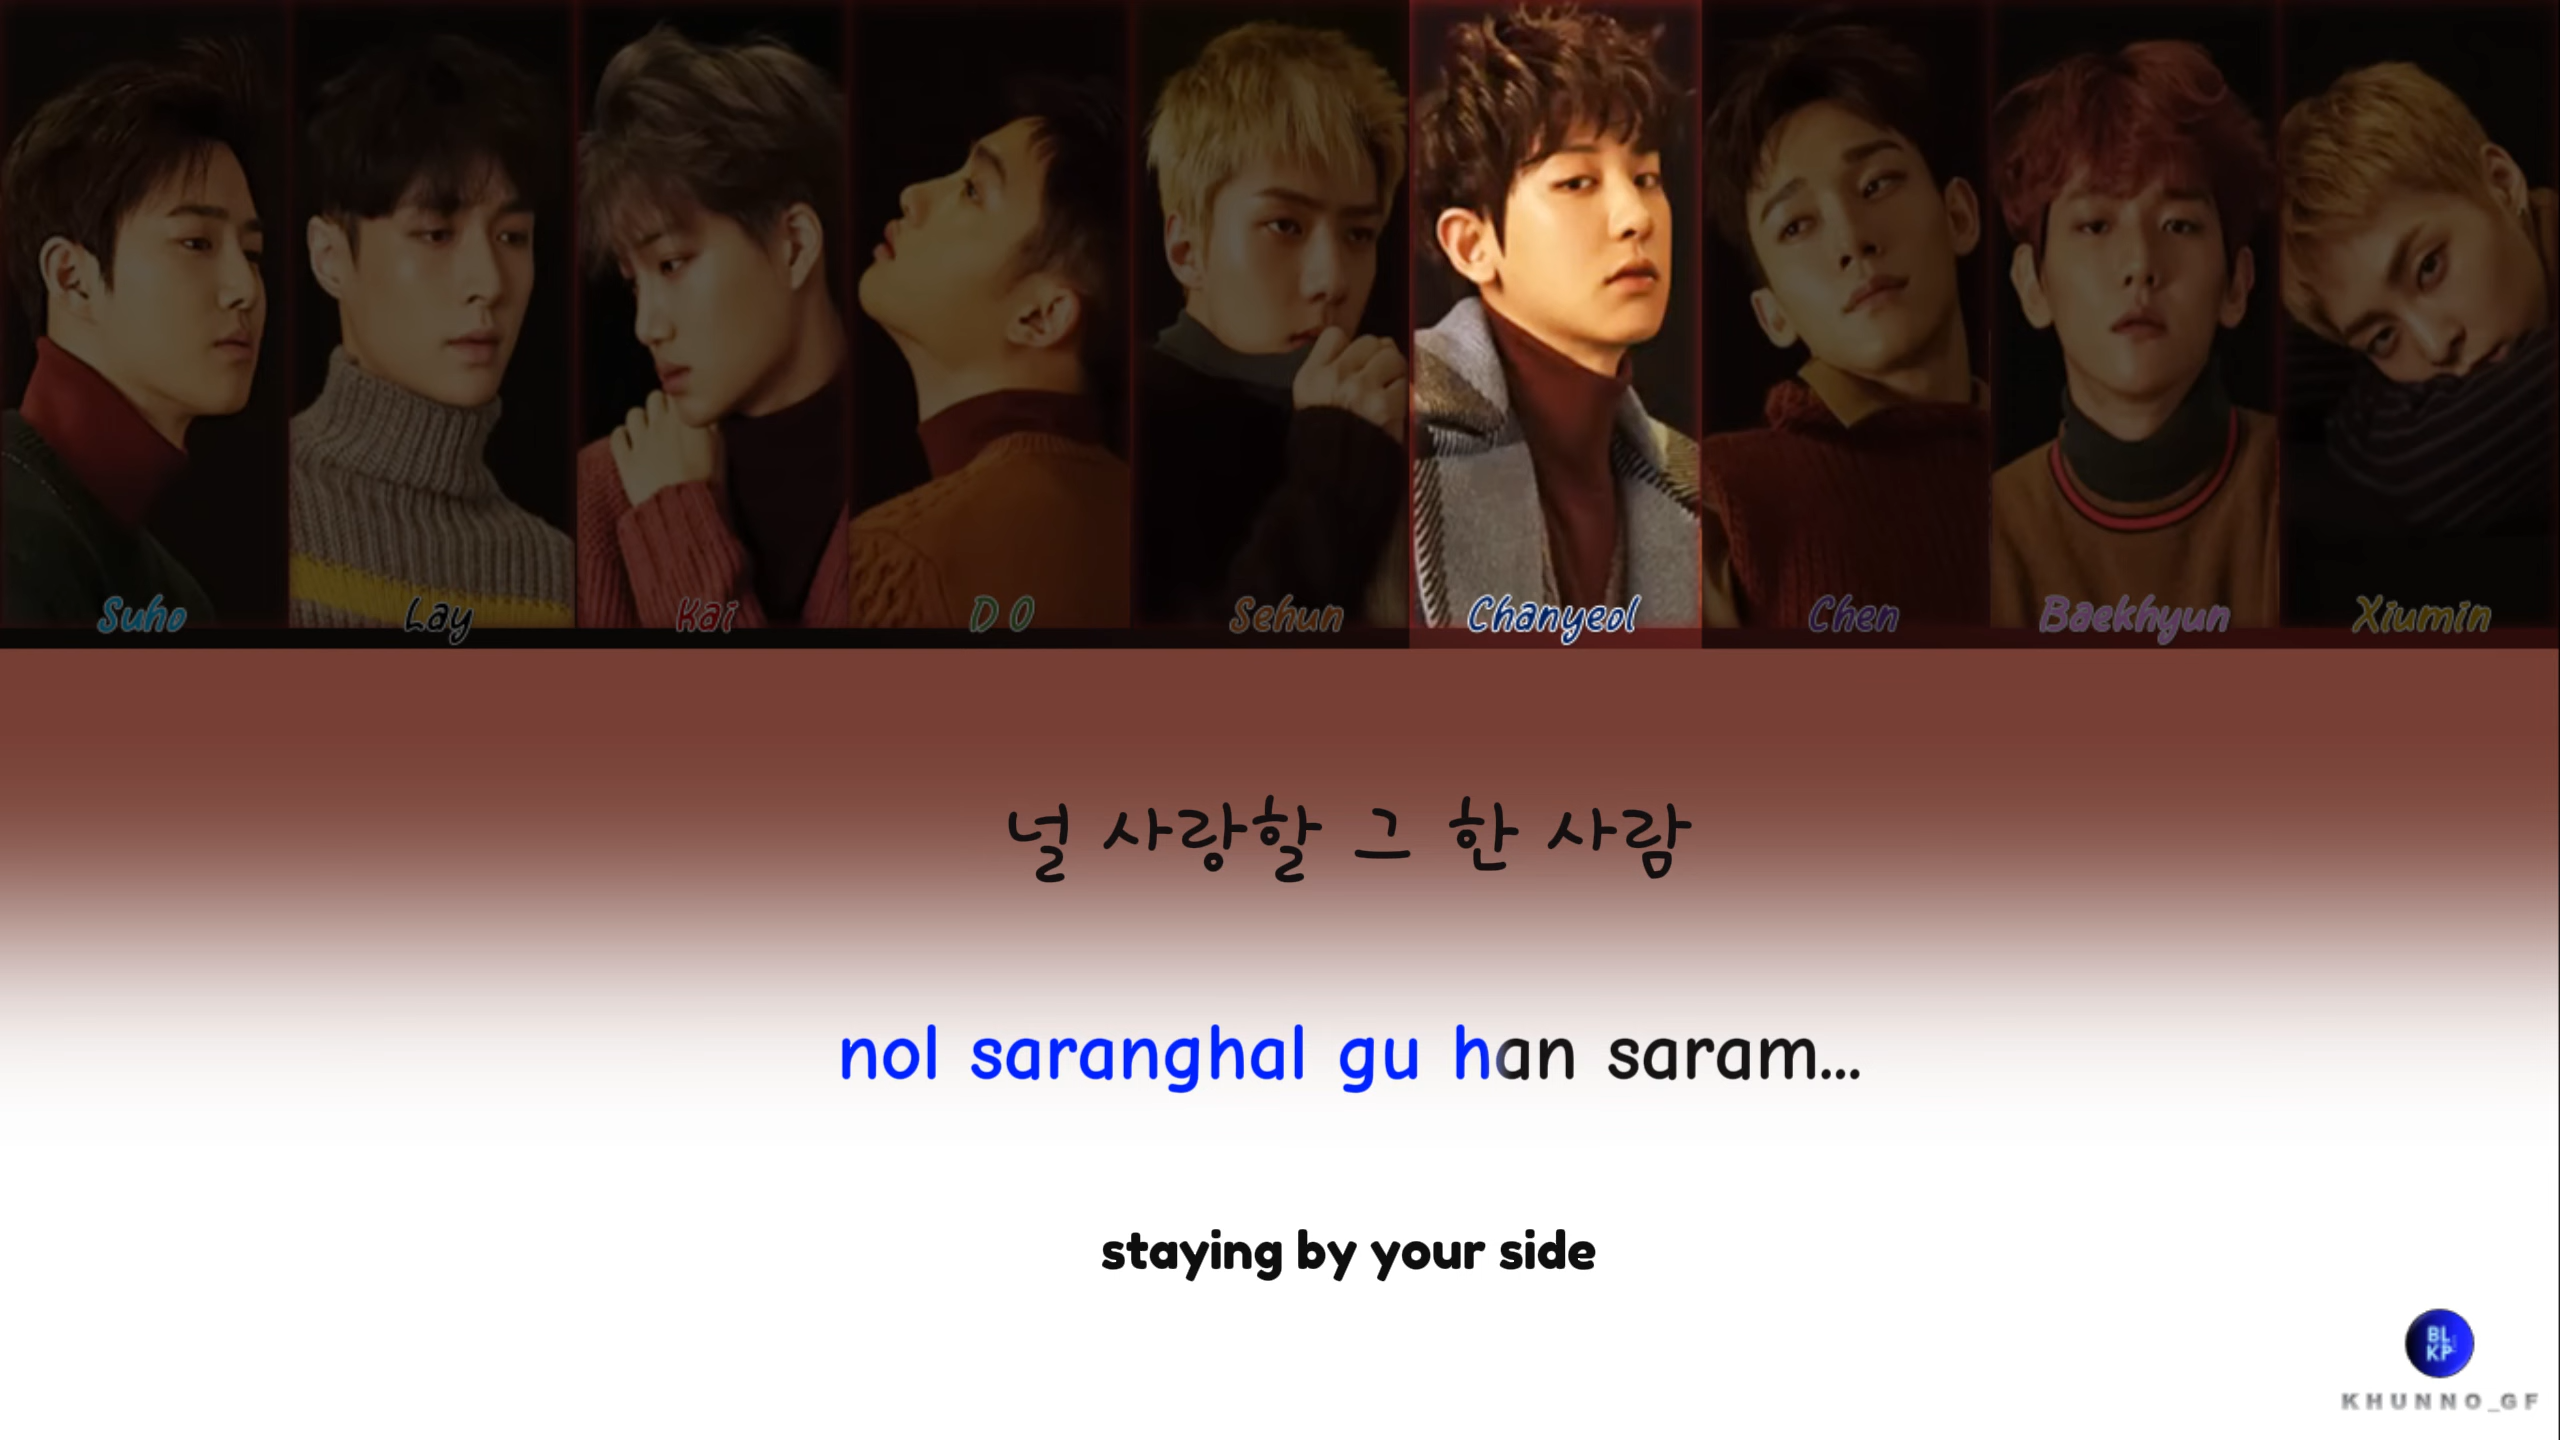 Suho Lay Kai D O Sehun Chanyeol Chen Baekhyun Xiumin
널 사랑할 그 한 사람
nol saranghal gu han saram...
staying by your side
BL
KP
KHUNNO_GF